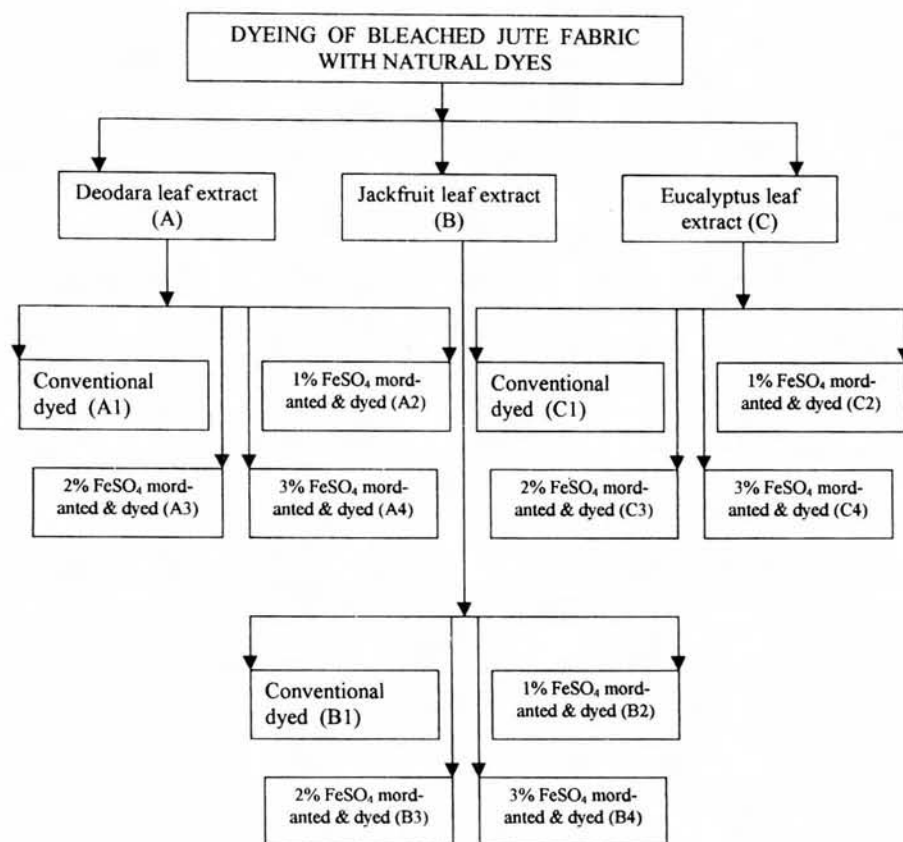 DYEING OF BLEACHED JUTE FABRIC
WITH NATURAL DYES
Deodara leaf extract
(A)
Jackfruit leaf extract
(B)
Eucalyptus leaf
extract (C)
Conventional
dyed (A1)
1% FeSO₄ mord-
anted & dyed (A2)
Conventional
dyed (C1)
1% FeSO₄ mord-
anted & dyed (C2)
2% FeSO₄ mord-
anted & dyed (A3)
3% FeSO₄ mord-
anted & dyed (A4)
2% FeSO₄ mord-
anted & dyed (C3)
3% FeSO₄ mord-
anted & dyed (C4)
Conventional
dyed (B1)
1% FeSO₄ mord-
anted & dyed (B2)
2% FeSO₄ mord-
anted & dyed (B3)
3% FeSO₄ mord-
anted & dyed (B4)